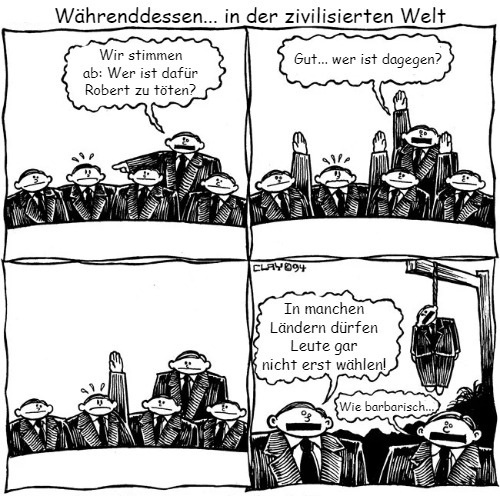 Währenddessen... in der zivilisierten Welt
Wir stimmen
ab: Wer ist dafür
Robert zu töten?
Gut... wer ist dagegen?
CLAY©94
In manchen
Ländern dürfen
Leute gar
nicht erst wählen!
Wie barbarisch...